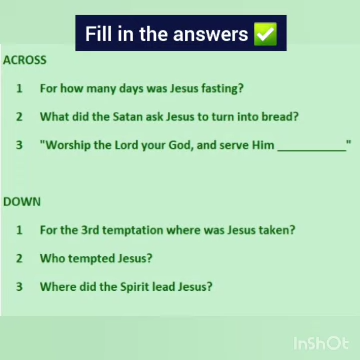 Fill in the answers ✅
ACROSS
1 For how many days was Jesus fasting?
2 What did the Satan ask Jesus to turn into bread?
3 "Worship the Lord your God, and serve Him ___________"
DOWN
1 For the 3rd temptation where was Jesus taken?
2 Who tempted Jesus?
3 Where did the Spirit lead Jesus?
InShOt